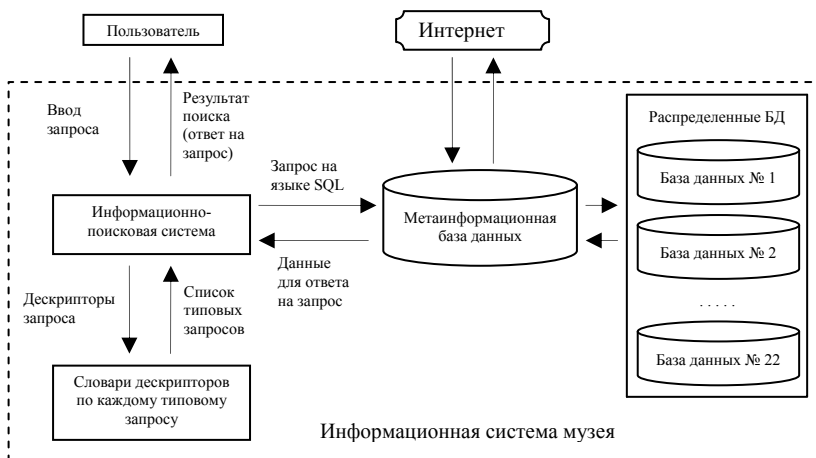 Пользователь
Интернет
Ввод
запроса
Результат
поиска
(ответ на
запрос)
Распределенные БД
База данных № 1
База данных № 2
. . . . .
База данных № 22
Запрос на
языке SQL
Информационно-
поисковая система
Метаинформационная
база данных
Данные
для ответа
на запрос
Дескрипторы
запроса
Список
типовых
запросов
Словари дескрипторов
по каждому типовому
запросу
Информационная система музея